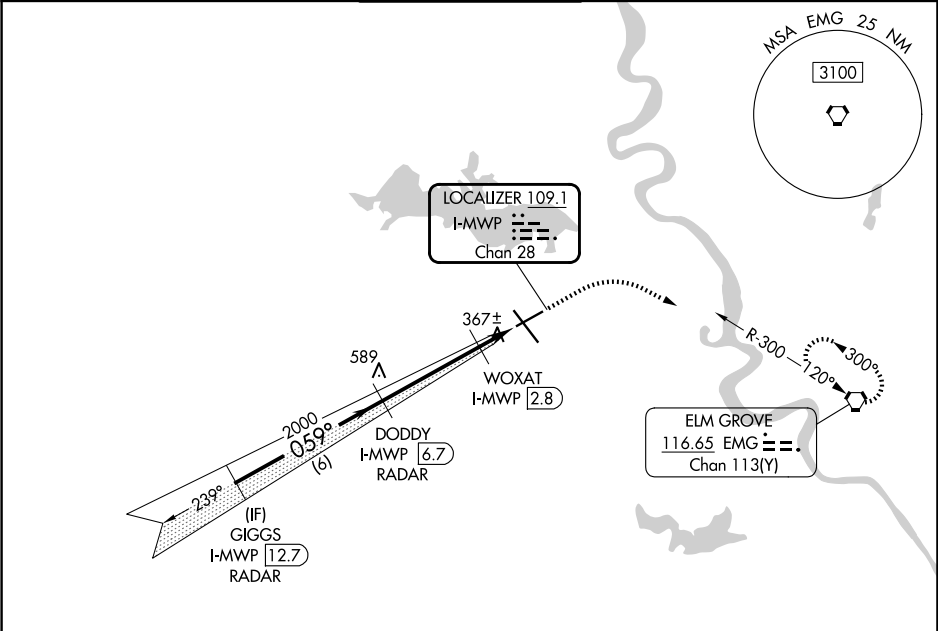 MSA EMG 25 NM
3100
LOCALIZER 109.1
I-MWP
Chan 28
367±
589
WOXAT
I-MWP 2.8
R-300
120°
300°
2000
059°
(6)
DODDY
I-MWP 6.7
RADAR
ELM GROVE
116.65 EMG
Chan 113(Y)
239°
(IF)
GIGGS
I-MWP 12.7
RADAR